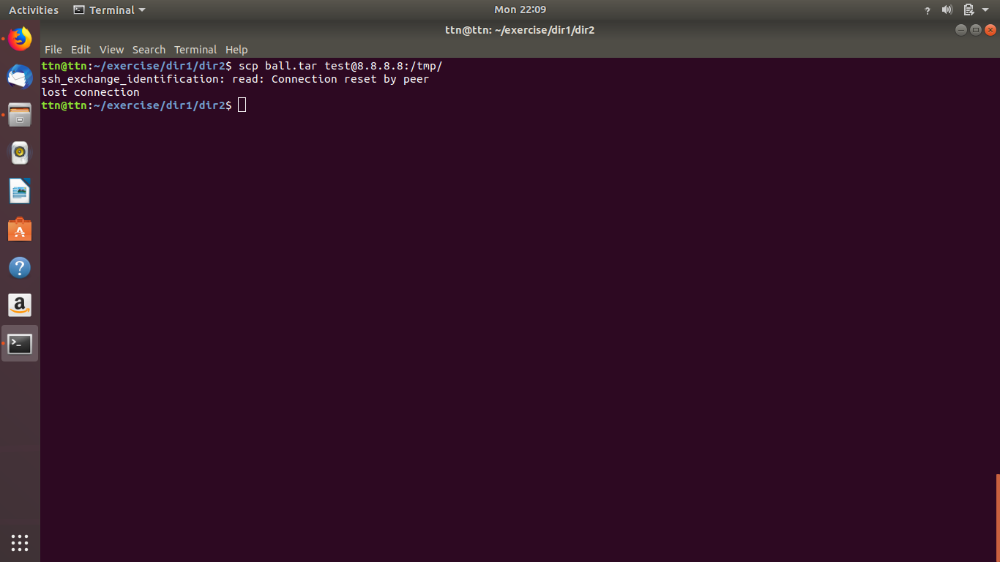 Activities Terminal Mon 22:09 ?
ttn@ttn: ~/exercise/dir1/dir2
File Edit View Search Terminal Help
ttn@ttn:~/exercise/dir1/dir2$ scp ball.tar test@8.8.8.8:/tmp/
ssh_exchange_identification: read: Connection reset by peer
lost connection
ttn@ttn:~/exercise/dir1/dir2$
?
a
>_